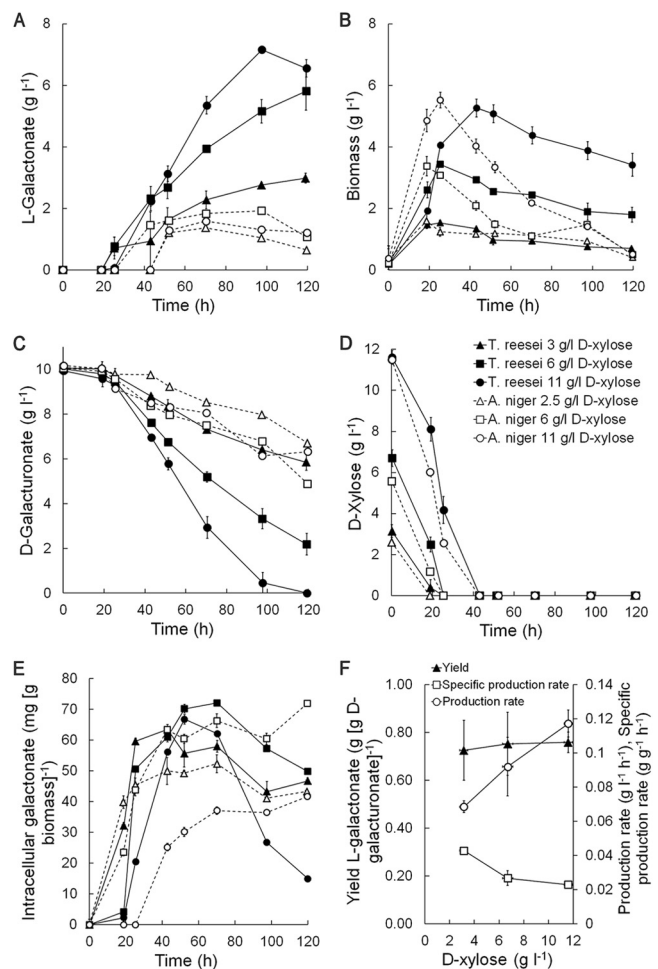 A
L-Galactonate (g l-1)
8
6
4
2
0
0 20 40 60 80 100 120
Time (h)
B
Biomass (g l-1)
8
6
4
2
0
0 20 40 60 80 100 120
Time (h)
C
D-Galacturonate (g l-1)
10
8
6
4
2
0
0 20 40 60 80 100 120
Time (h)
D
D-Xylose (g l-1)
12
10
8
6
4
2
0
0 20 40 60 80 100 120
Time (h)
T. reesei 3 g/l D-xylose
T. reesei 6 g/l D-xylose
T. reesei 11 g/l D-xylose
A. niger 2.5 g/l D-xylose
A. niger 6 g/l D-xylose
A. niger 11 g/l D-xylose
E
Intracellular galactonate (mg [g
biomass]-1)
80
70
60
50
40
30
20
10
0
0 20 40 60 80 100 120
Time (h)
F
Yield
Specific production rate
Production rate
Yield L-galactonate (g [g D-
galacturonate]-1)
1.00
0.80
0.60
0.40
0.20
0.00
0 2 4 6 8 10 12
D-xylose (g l-1)
0.14
0.12
0.1
0.08
0.06
0.04
0.02
0
Production rate (g l-1 h-1), Specific
production rate (g g-1 h-1)